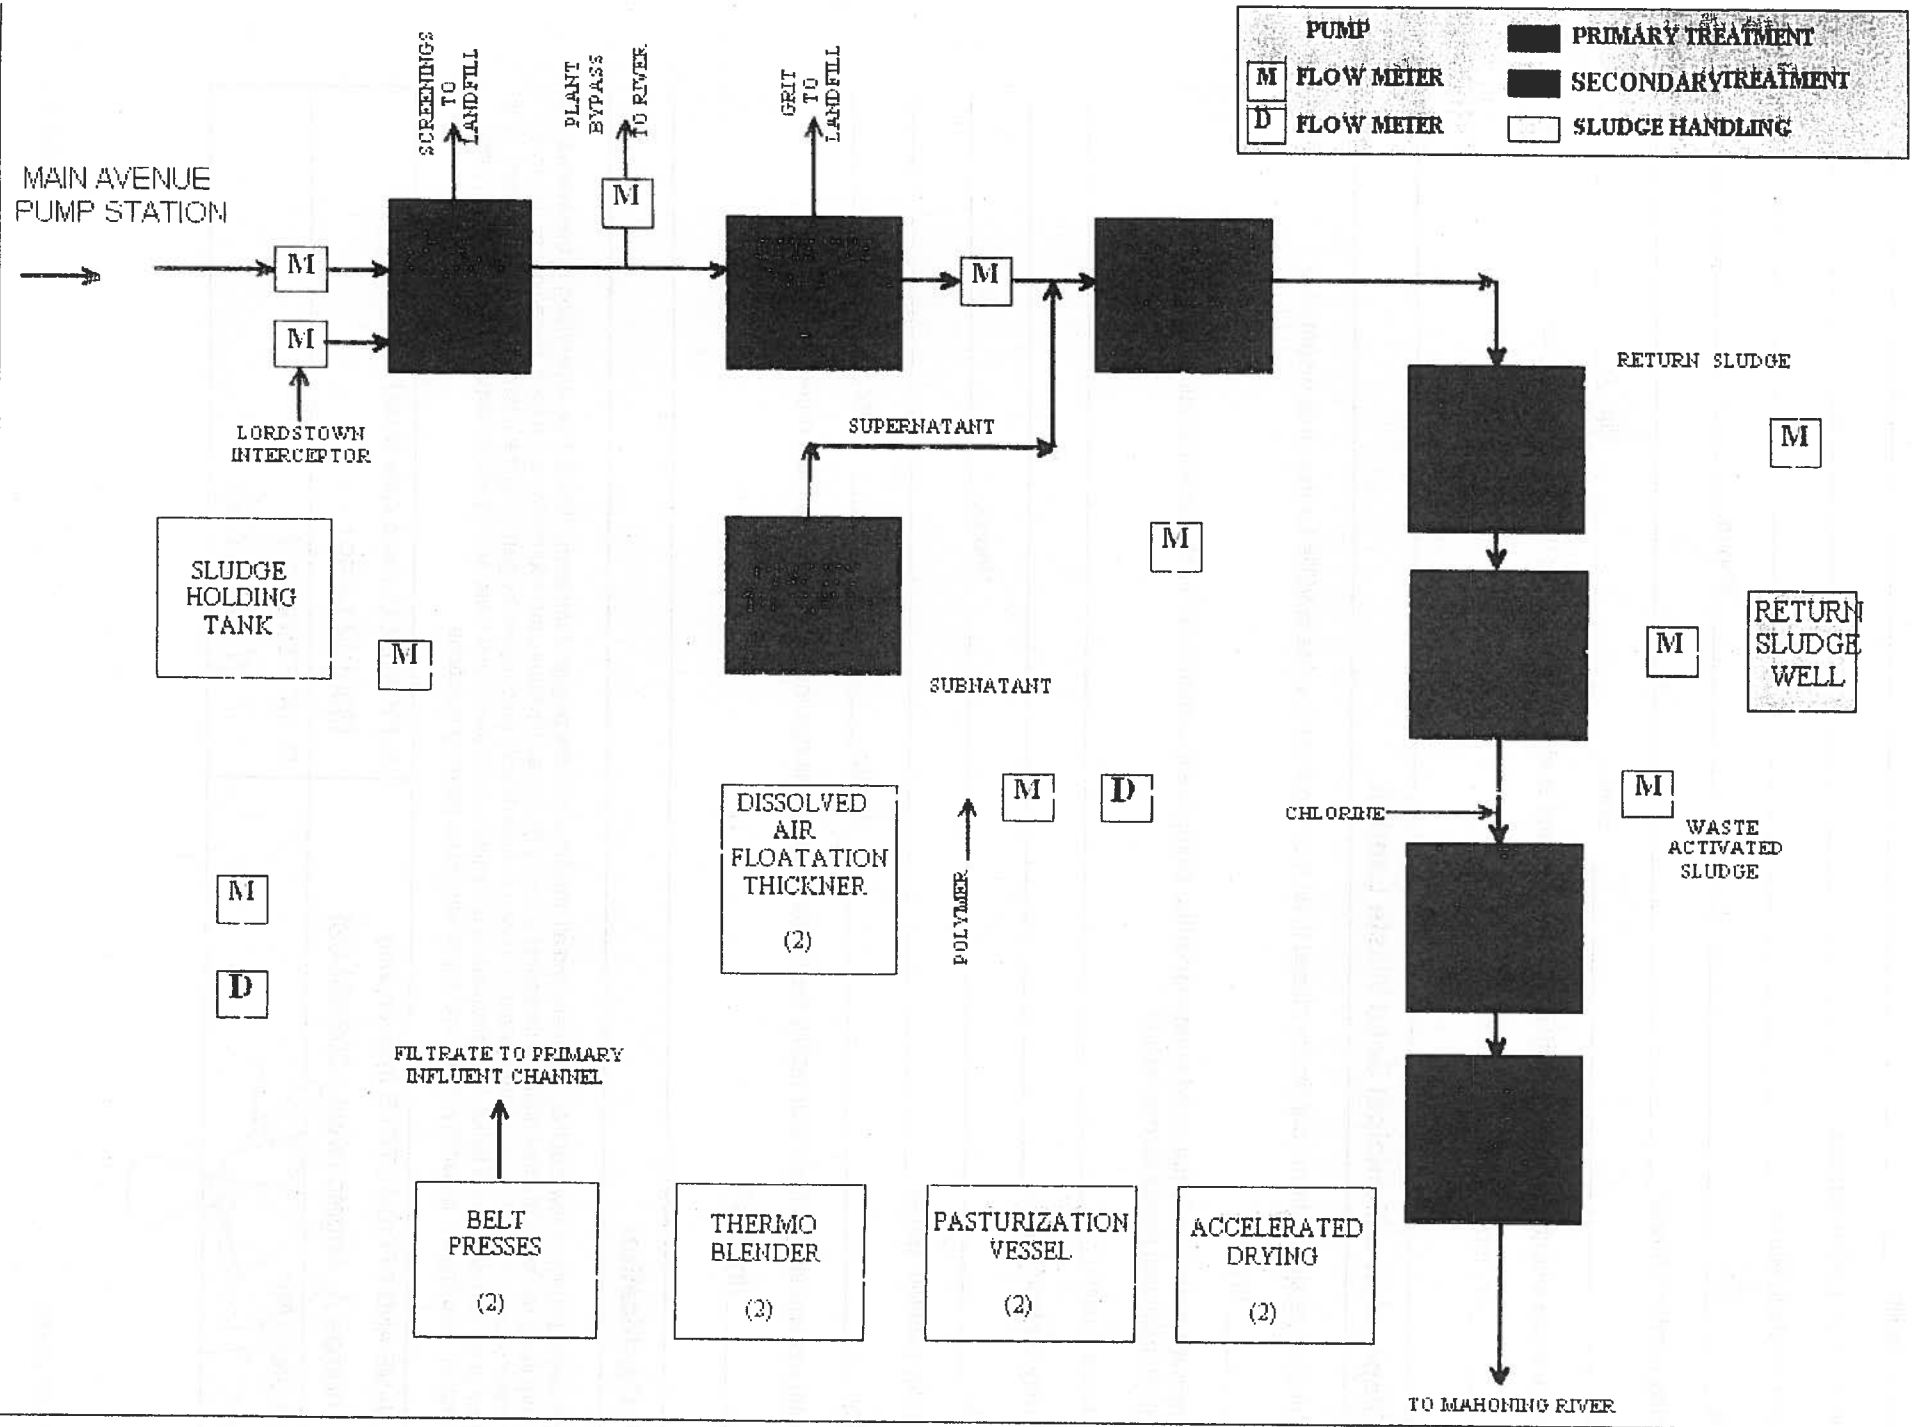 PUMP
M FLOW METER
D FLOW METER
PRIMARY TREATMENT
SECONDARY TREATMENT
SLUDGE HANDLING
SCREENINGS
TO
LANDFILL
PLANT
BYPASS
TO RIVER
GRIT
TO
LANDFILL
MAIN AVENUE
PUMP STATION
M
M
M
M
LORDSTOWN
INTERCEPTOR
SUPERNATANT
RETURN SLUDGE
M
M
SLUDGE
HOLDING
TANK
M
SUBNATANT
M
RETURN
SLUDGE
WELL
DISSOLVED
AIR
FLOATATION
THICKNER
(2)
POLYMER
M
D
CHLORINE
M
WASTE
ACTIVATED
SLUDGE
M
D
FILTRATE TO PRIMARY
INFLUENT CHANNEL
BELT
PRESSES
(2)
THERMO
BLENDER
(2)
PASTURIZATION
VESSEL
(2)
ACCELERATED
DRYING
(2)
TO MAHONING RIVER